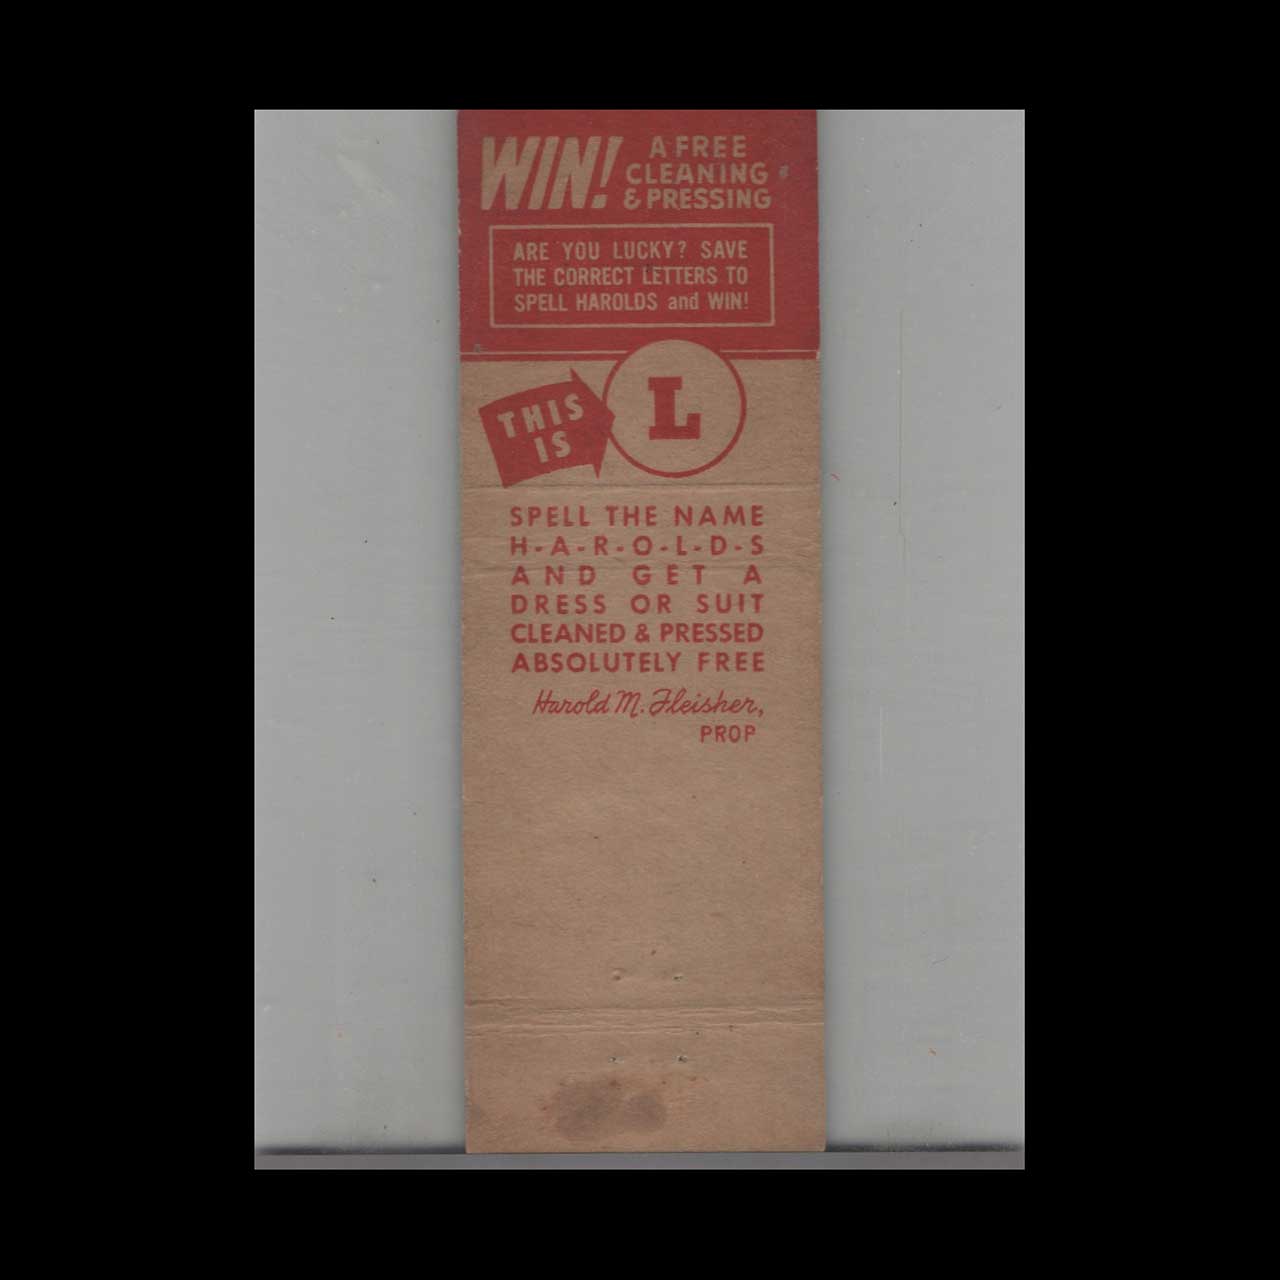 WIN! A FREE
CLEANING
& PRESSING
ARE YOU LUCKY? SAVE
THE CORRECT LETTERS TO
SPELL HAROLDS and WIN!
THIS
IS
L
SPELL THE NAME
H-A-R-O-L-D-S
AND GET A
DRESS OR SUIT
CLEANED & PRESSED
ABSOLUTELY FREE
Harold M. Fleisher,
PROP